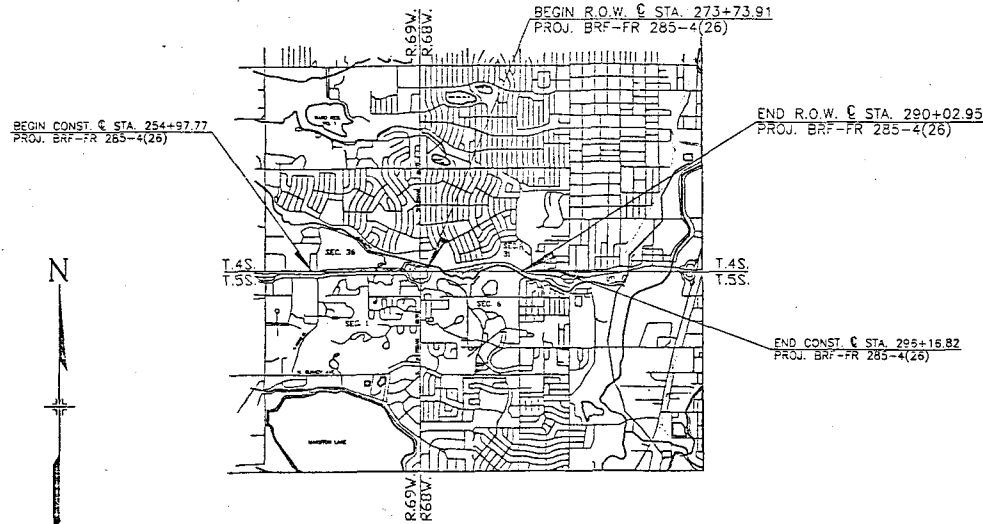 BEGIN R.O.W. ℄ STA. 273+73.91
PROJ. BRF-FR 285-4(26)
R.69W.
R.68W.
BEGIN CONST. ℄ STA. 254+97.77
PROJ. BRF-FR 285-4(26)
END R.O.W. ℄ STA. 290+02.95
PROJ. BRF-FR 285-4(26)
SEC. 36
SEC.
31
T.4S.
T.5S.
T.4S.
T.5S.
N
SEC. 1
SEC. 6
END CONST. ℄ STA. 295+16.82
PROJ. BRF-FR 285-4(26)
MARSTON LAKE
R.69W.
R.68W.